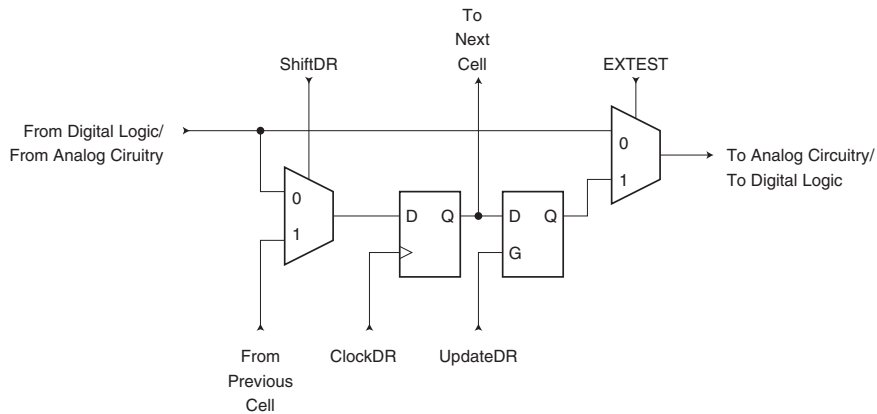 To
Next
Cell
ShiftDR
EXTEST
From Digital Logic/
From Analog Ciruitry
0
1
To Analog Circuitry/
To Digital Logic
0
1
D Q
D Q
G
From
Previous
Cell
ClockDR
UpdateDR